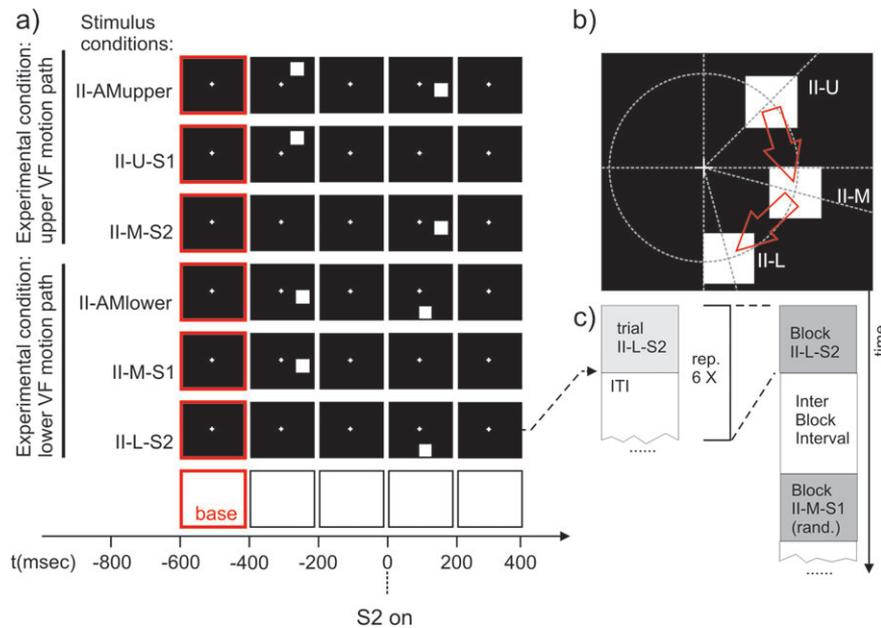 a)
Stimulus
conditions:
Experimental condition:
upper VF motion path
II-AMupper
II-U-S1
II-M-S2
Experimental condition:
lower VF motion path
II-AMlower
II-M-S1
II-L-S2
base
t(msec)
-800
-600
-400
-200
0
200
400
S2 on
b)
II-U
II-M
II-L
c)
trial
II-L-S2
ITI
......
rep.
6 X
Block
II-L-S2
Inter
Block
Interval
Block
II-M-S1
(rand.)
......
time